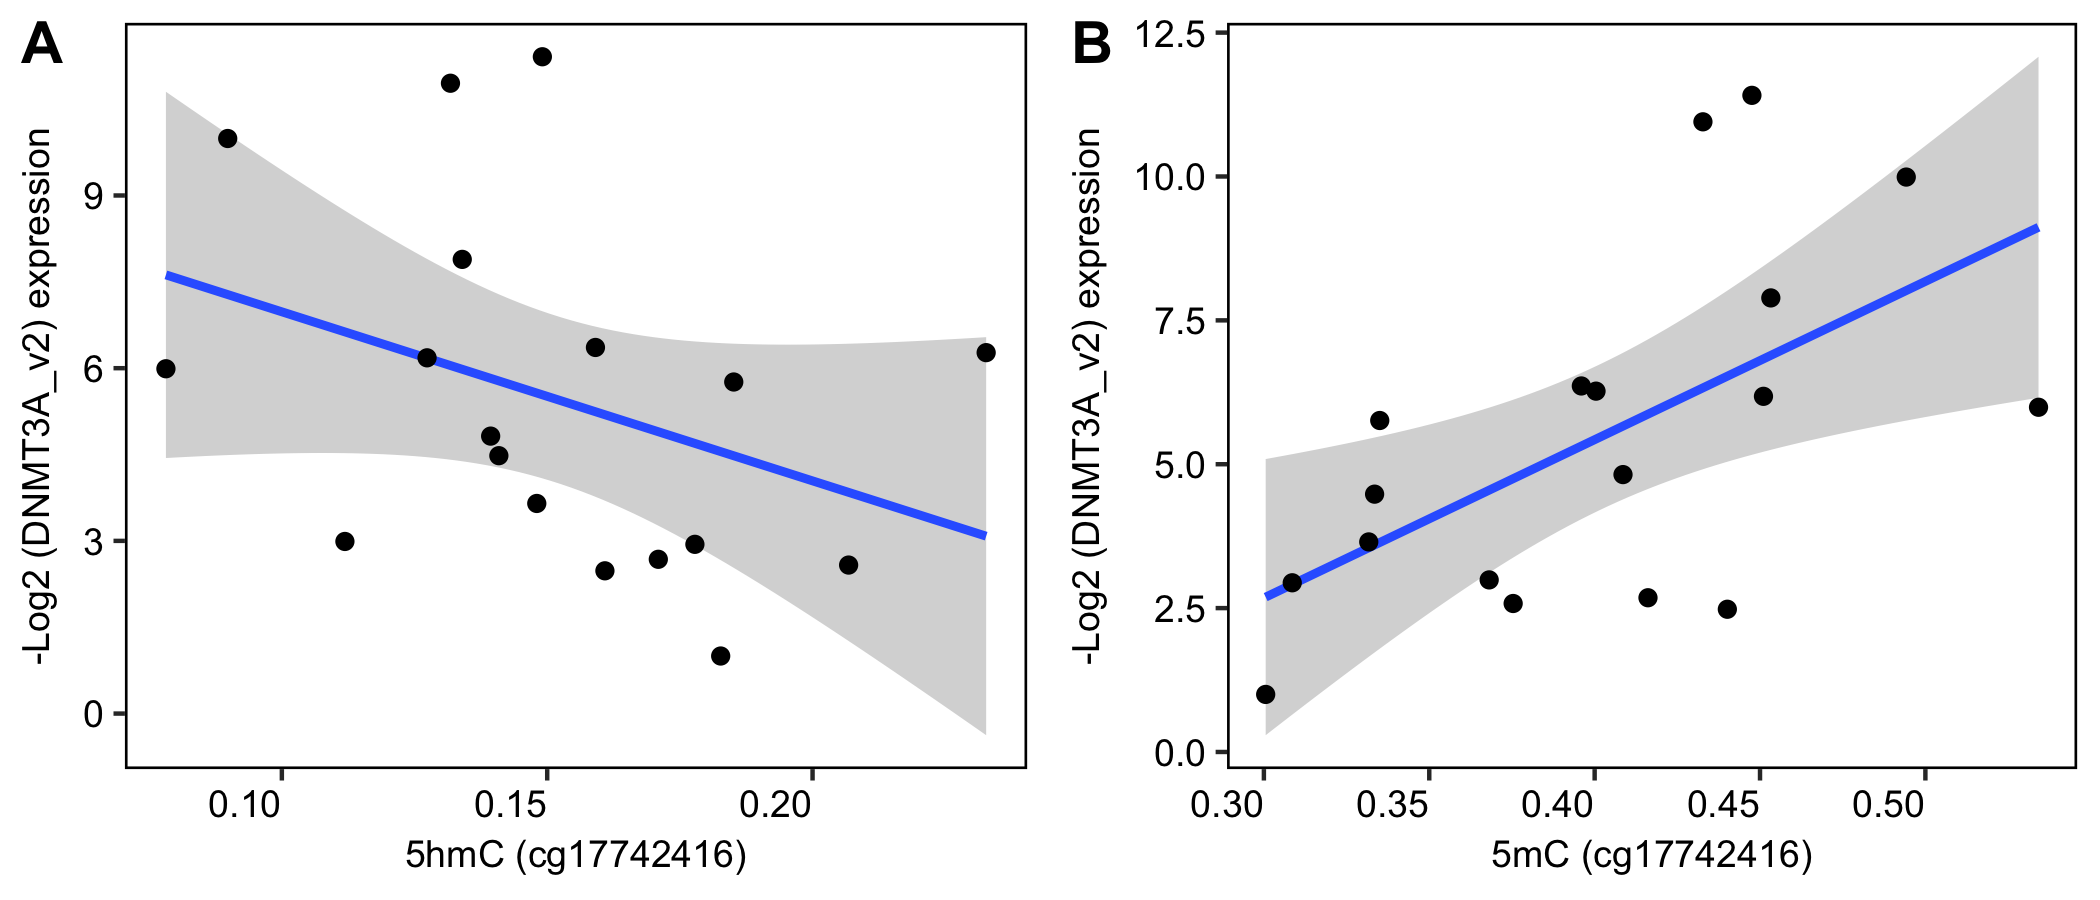 A
-Log2 (DNMT3A_v2) expression
9
6
3
0
0.10 0.15 0.20
5hmC (cg17742416)
B
-Log2 (DNMT3A_v2) expression
12.5
10.0
7.5
5.0
2.5
0.0
0.30 0.35 0.40 0.45 0.50
5mC (cg17742416)